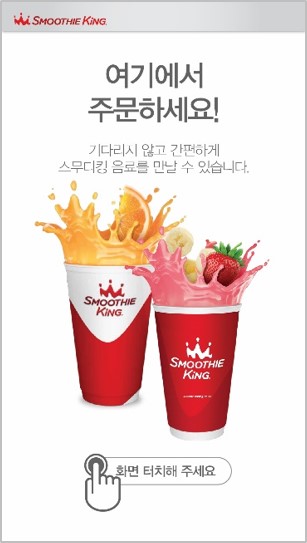 SMOOTHIE KING.
여기에서
주문하세요!
기다리시 않고 간편하게
스무디킹 음료를 만날 수 있습니다.
SMOOTHIE
KING.
SMOOTHIE
KING.
화면 터치해 주세요